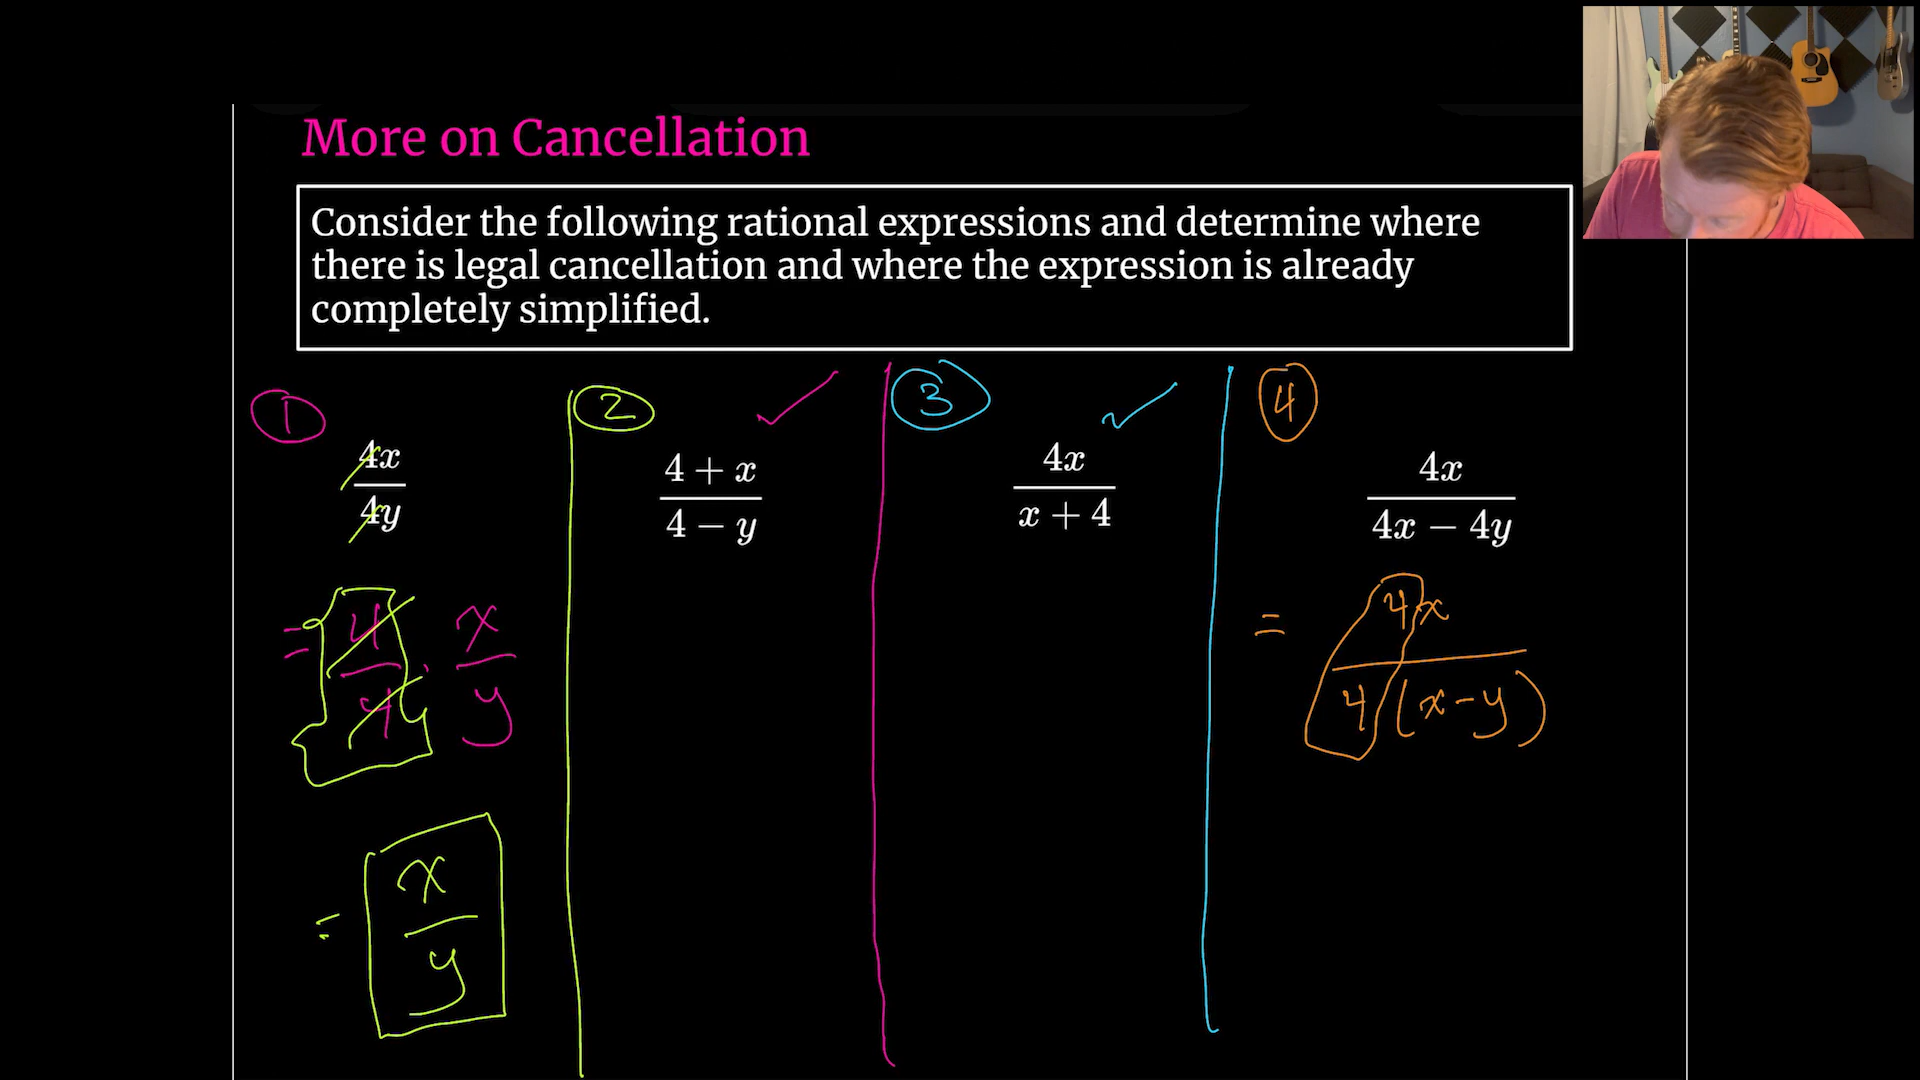 More on Cancellation
Consider the following rational expressions and determine where
there is legal cancellation and where the expression is already
completely simplified.
1
4x
4y
= 4/4 · x/y
= x/y
2
4 + x
4 − y
3
4x
x + 4
4
4x
4x − 4y
= 4x
4(x-y)